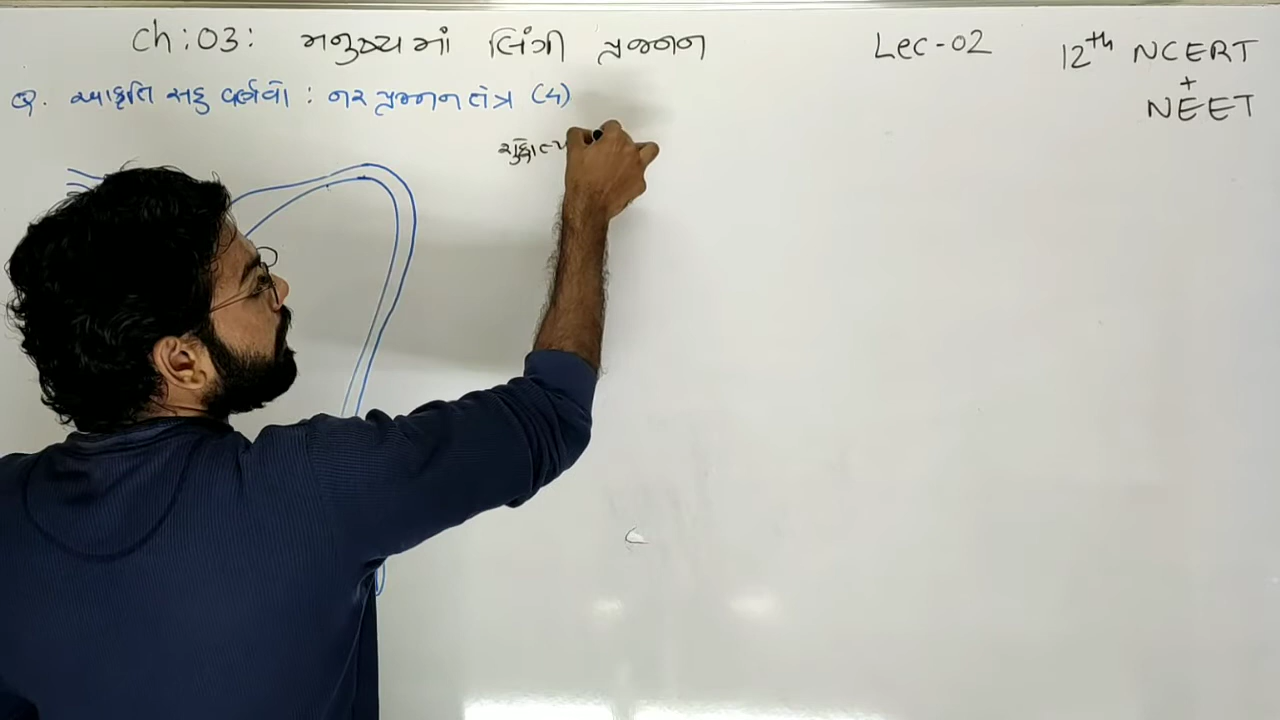 Ch:03: મનુષ્યમાં લિંગી પ્રજનન
Lec-02
12th NCERT
+
NEET
Q. આકૃતિ સહ વર્ણવો : નર પ્રજનનતંત્ર (4)